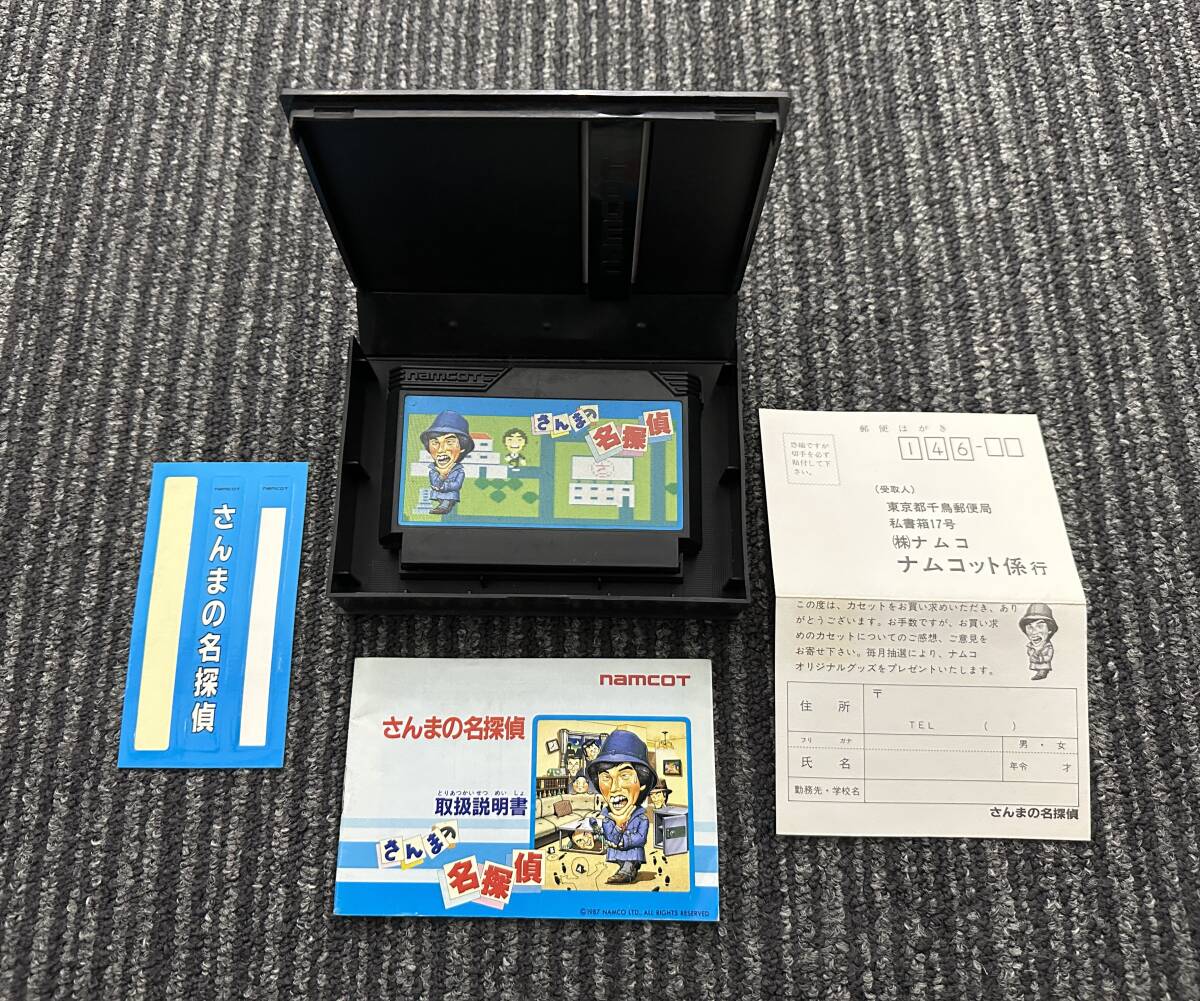 namcot
namcot
さんまの
名探偵
namcot
namcot
さんまの名探偵
namcot
さんまの名探偵
とりあつかいせつめいしょ
取扱説明書
さんまの
名探偵
©1987 NAMCO LTD., ALL RIGHTS RESERVED
郵便はがき
恐縮ですが
切手を必ず
貼付して下
さい。
146-
(受取人)
東京都千鳥郵便局
私書箱17号
㈱ナムコ
ナムコット係行
この度は、カセットをお買い求めいただき、あり
がとうございます。お手数ですが、お買い求
めのカセットについてのご感想、ご意見を
お寄せ下さい。毎月抽選により、ナムコ
オリジナルグッズをプレゼントいたします。
住所
〒
TEL ( )
フリガナ
男・女
氏名
年令 才
勤務先・学校名
さんまの名探偵